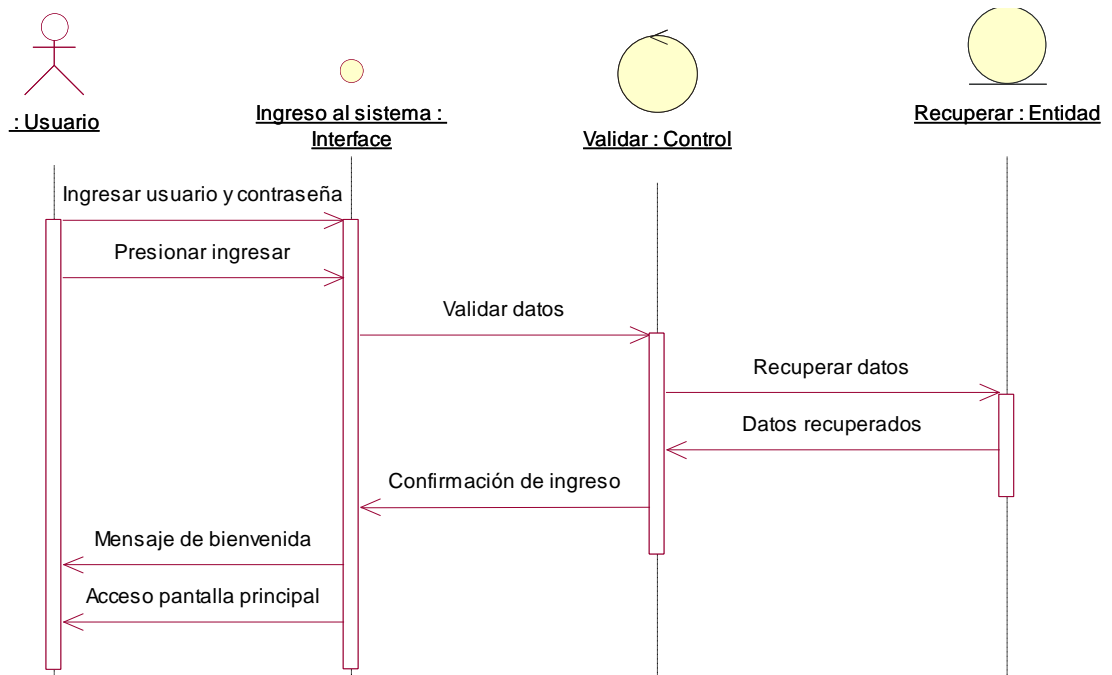 : Usuario
Ingreso al sistema :
Interface
Validar : Control
Recuperar : Entidad
Ingresar usuario y contraseña
Presionar ingresar
Validar datos
Recuperar datos
Datos recuperados
Confirmación de ingreso
Mensaje de bienvenida
Acceso pantalla principal